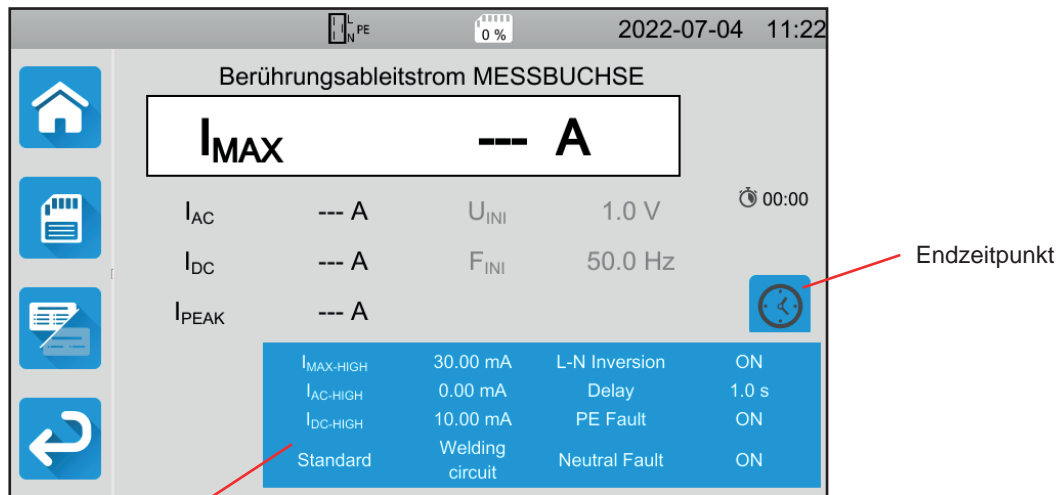 L N PE 0 % 2022-07-04 11:22
Berührungsableitstrom MESSBUCHSE
IMAX --- A
IAC --- A UINI 1.0 V 00:00
IDC --- A FINI 50.0 Hz
Endzeitpunkt
IPEAK --- A
IMAX-HIGH 30.00 mA L-N Inversion ON
IAC-HIGH 0.00 mA Delay 1.0 s
IDC-HIGH 10.00 mA PE Fault ON
Standard Welding circuit Neutral Fault ON